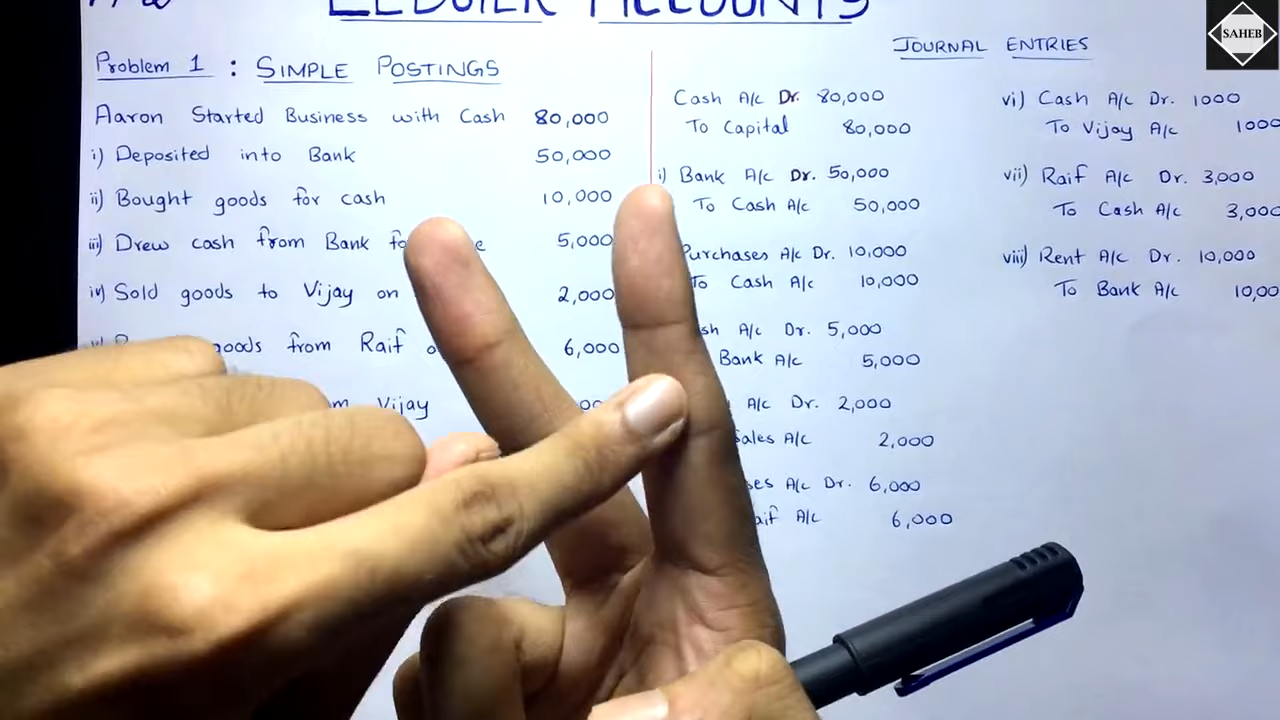 LEDGER ACCOUNTS
SAHEB
Problem 1 : SIMPLE POSTINGS
Aaron Started Business with Cash 80,000
i) Deposited into Bank 50,000
ii) Bought goods for cash 10,000
iii) Drew cash from Bank 5,000
iv) Sold goods to Vijay on 2,000
goods from Raif 6,000
Vijay
JOURNAL ENTRIES
Cash A/c Dr. 80,000
To Capital 80,000
i) Bank A/c Dr. 50,000
To Cash A/c 50,000
Purchases A/c Dr. 10,000
To Cash A/c 10,000
A/c Dr. 5,000
Bank A/c 5,000
A/c Dr. 2,000
Sales A/c 2,000
A/c Dr. 6,000
A/c 6,000
vi) Cash A/c Dr. 1000
To Vijay A/c 1000
vii) Raif A/c Dr. 3,000
To Cash A/c 3,000
viii) Rent A/c Dr. 10,000
To Bank A/c 10,00